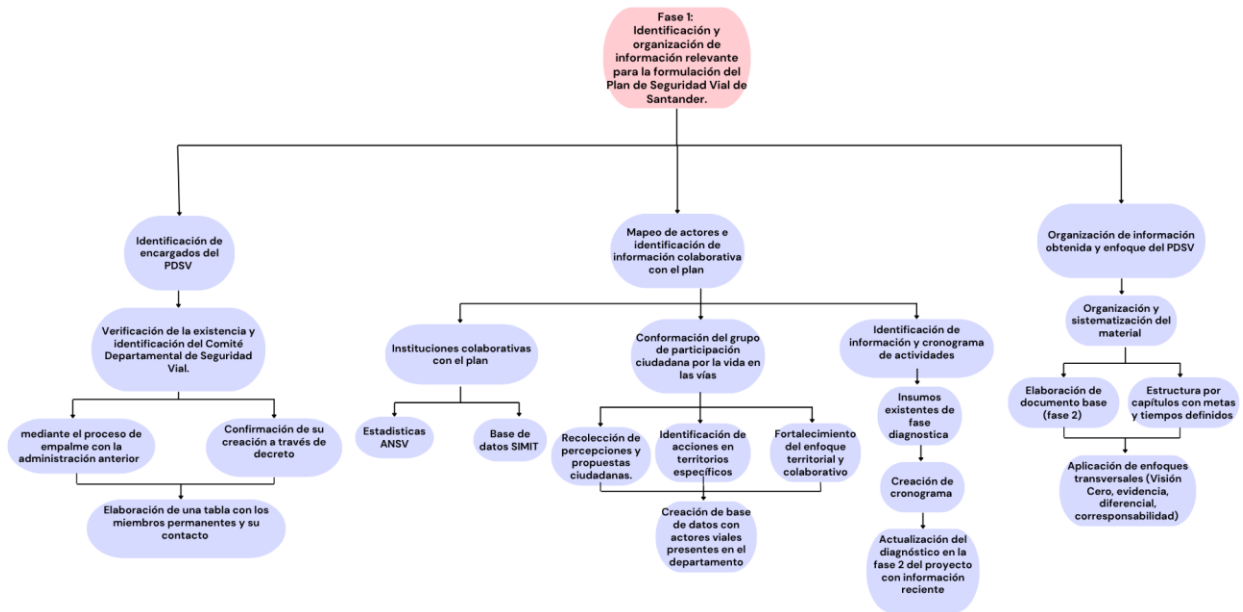 Fase 1:
Identificación y
organización de
información relevante
para la formulación del
Plan de Seguridad Vial de
Santander.
Identificación de
encargados del
PDSV
Mapeo de actores e
identificación de
información colaborativa
con el plan
Organización de información
obtenida y enfoque del PDSV
Verificación de la existencia y
identificación del Comité
Departamental de Seguridad
Vial.
Instituciones colaborativas
con el plan
Conformación del grupo
de participación
ciudadana por la vida en
las vías
Identificación de
información y cronograma
de actividades
Organización y
sistematización del
material
mediante el proceso de
empalme con la
administración anterior
Confirmación de su
creación a través de
decreto
Estadisticas
ANSV
Base de
datos SIMIT
Recolección de
percepciones y
propuestas
ciudadanas.
Identificación de
acciones en
territorios
específicos
Fortalecimiento
del enfoque
territorial y
colaborativo
Insumos
existentes de
fase
diagnostica
Elaboración de
documento base
(fase 2)
Estructura por
capítulos con metas
y tiempos definidos
Elaboración de una tabla con los
miembros permanentes y su
contacto
Creación de base
de datos con
actores viales
presentes en el
departamento
Creación de
cronograma
Actualización del
diagnóstico en la
fase 2 del proyecto
con información
reciente
Aplicación de enfoques
transversales (Visión
Cero, evidencia,
diferencial,
corresponsabilidad)